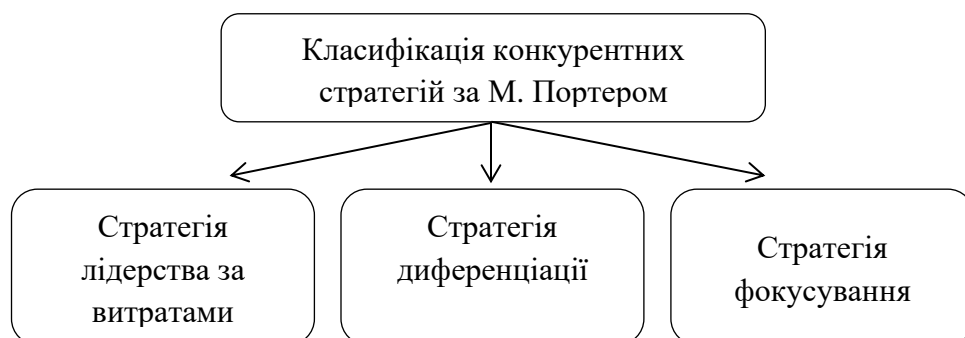 Класифікація конкурентних
стратегій за М. Портером
Стратегія
лідерства за
витратами
Стратегія
диференціації
Стратегія
фокусування